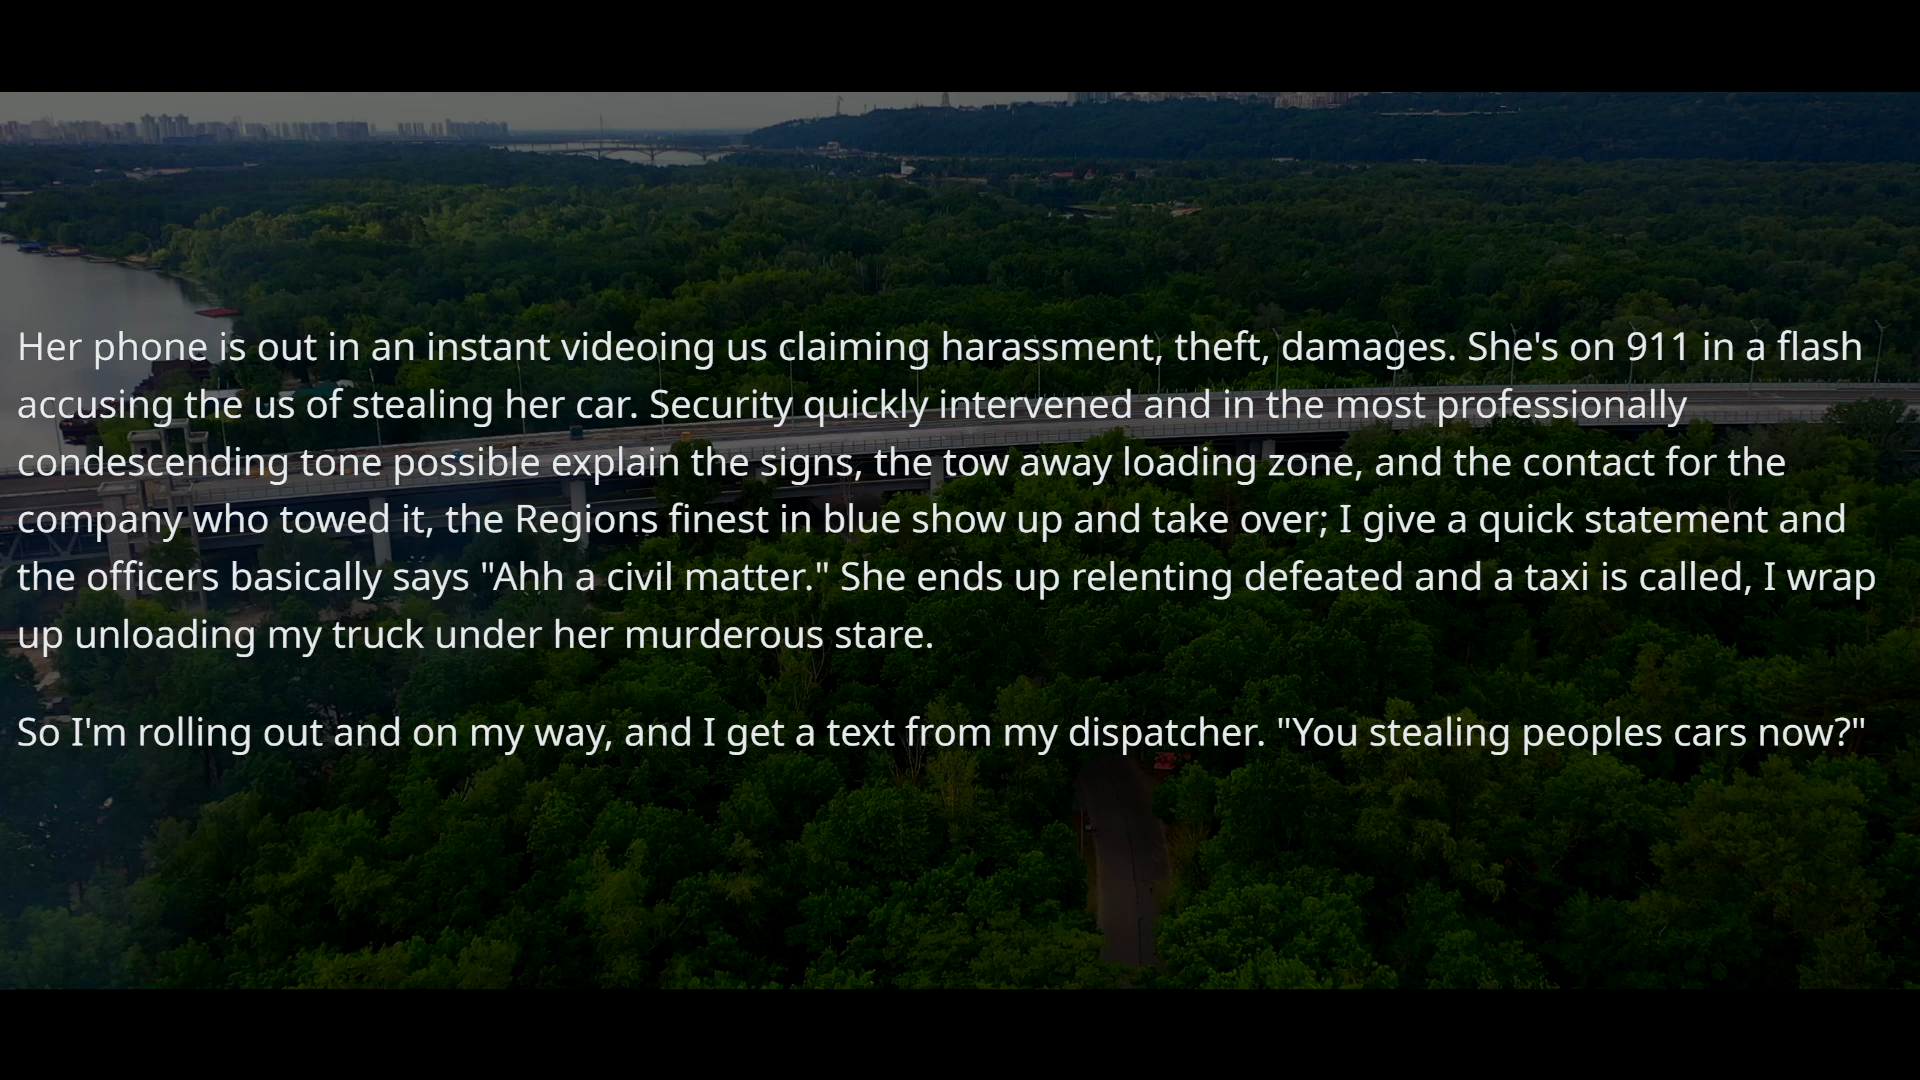 Her phone is out in an instant videoing us claiming harassment, theft, damages. She's on 911 in a flash
accusing the us of stealing her car. Security quickly intervened and in the most professionally
condescending tone possible explain the signs, the tow away loading zone, and the contact for the
company who towed it, the Regions finest in blue show up and take over; I give a quick statement and
the officers basically says "Ahh a civil matter." She ends up relenting defeated and a taxi is called, I wrap
up unloading my truck under her murderous stare.
So I'm rolling out and on my way, and I get a text from my dispatcher. "You stealing peoples cars now?"